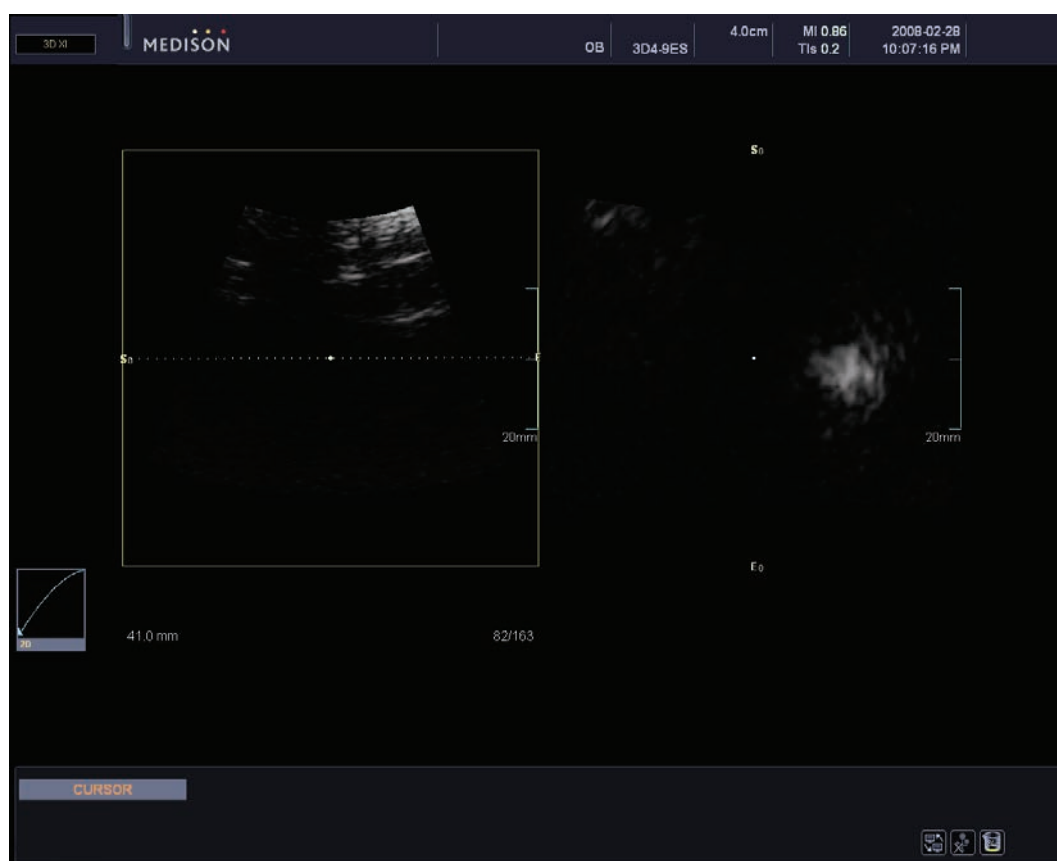 3D XI
MEDISON
OB
3D4-9ES
4.0cm
MI 0.86
TIs 0.2
2008-02-28
10:07:16 PM
S0
S0
E
20mm
20mm
E0
2D
41.0 mm
82/163
CURSOR